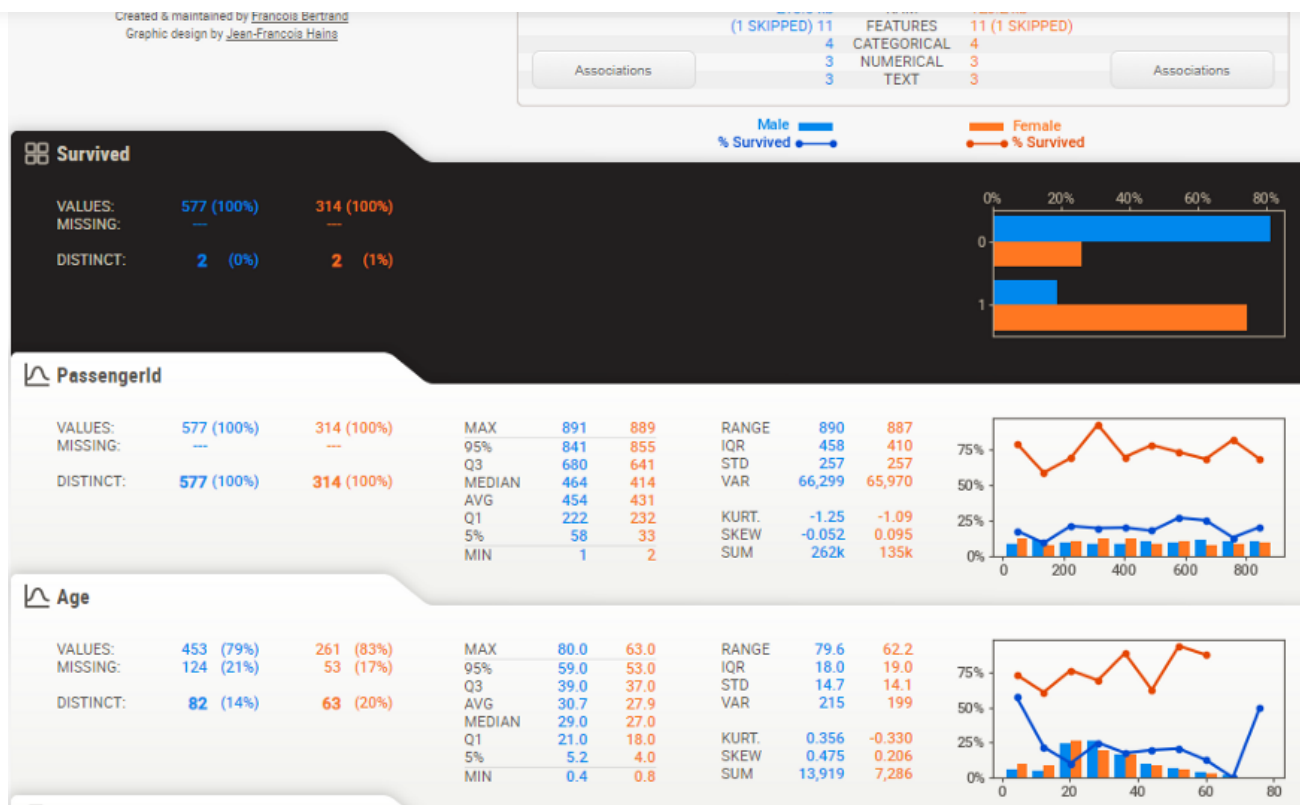 Created & maintained by Francois Bertrand
Graphic design by Jean-Francois Hains
(1 SKIPPED) 11 FEATURES 11 (1 SKIPPED)
4 CATEGORICAL 4
3 NUMERICAL 3
3 TEXT 3
Associations
Associations
Male Female
% Survived % Survived
Survived
VALUES: 577 (100%) 314 (100%)
MISSING: --- ---
DISTINCT: 2 (0%) 2 (1%)
0% 20% 40% 60% 80%
0
1
PassengerId
VALUES: 577 (100%) 314 (100%)
MISSING: --- ---
DISTINCT: 577 (100%) 314 (100%)
MAX 891 889
95% 841 855
Q3 680 641
MEDIAN 464 414
AVG 454 431
Q1 222 232
5% 58 33
MIN 1 2
RANGE 890 887
IQR 458 410
STD 257 257
VAR 66,299 65,970
KURT. -1.25 -1.09
SKEW -0.052 0.095
SUM 262k 135k
75%
50%
25%
0%
0 200 400 600 800
Age
VALUES: 453 (79%) 261 (83%)
MISSING: 124 (21%) 53 (17%)
DISTINCT: 82 (14%) 63 (20%)
MAX 80.0 63.0
95% 59.0 53.0
Q3 39.0 37.0
AVG 30.7 27.9
MEDIAN 29.0 27.0
Q1 21.0 18.0
5% 5.2 4.0
MIN 0.4 0.8
RANGE 79.6 62.2
IQR 18.0 19.0
STD 14.7 14.1
VAR 215 199
KURT. 0.356 -0.330
SKEW 0.475 0.206
SUM 13,919 7,286
75%
50%
25%
0%
0 20 40 60 80